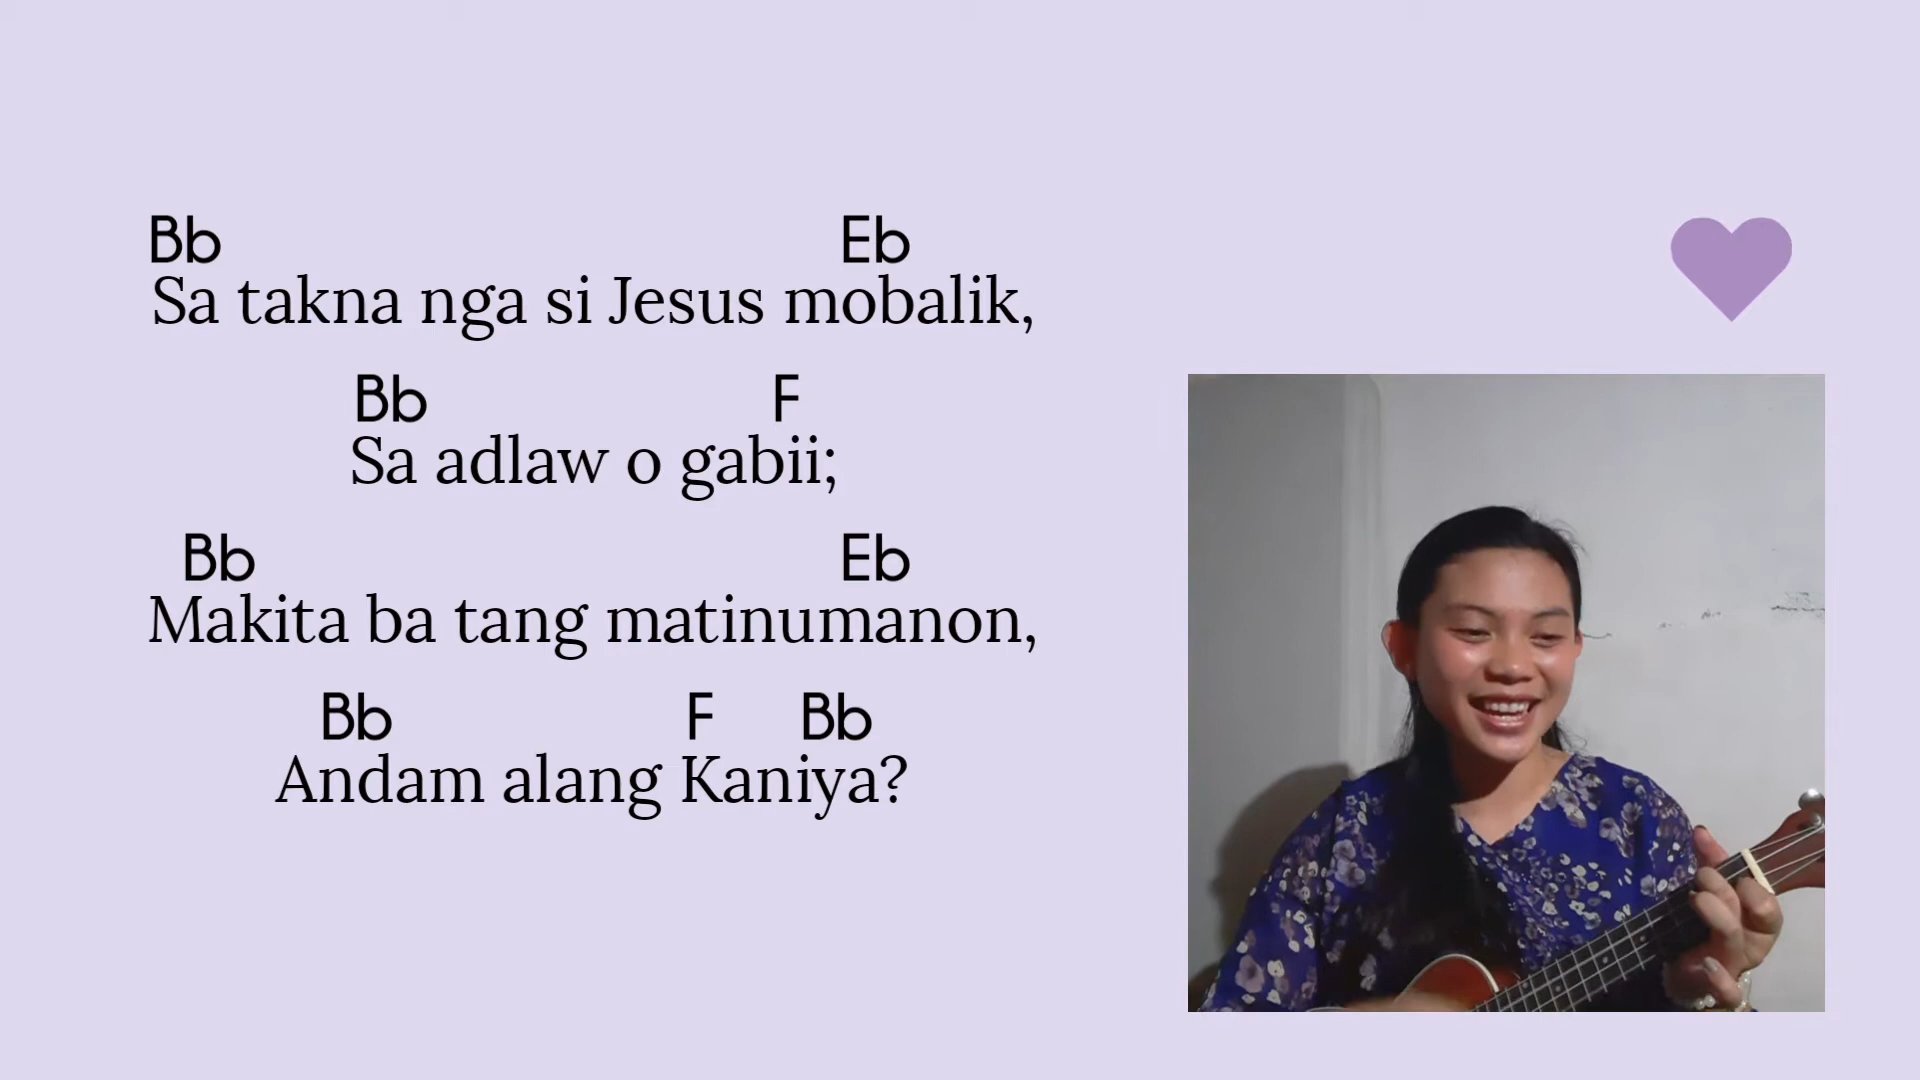 Bb Eb
Sa takna nga si Jesus mobalik,
Bb F
Sa adlaw o gabii;
Bb Eb
Makita ba tang matinumanon,
Bb F Bb
Andam alang Kaniya?